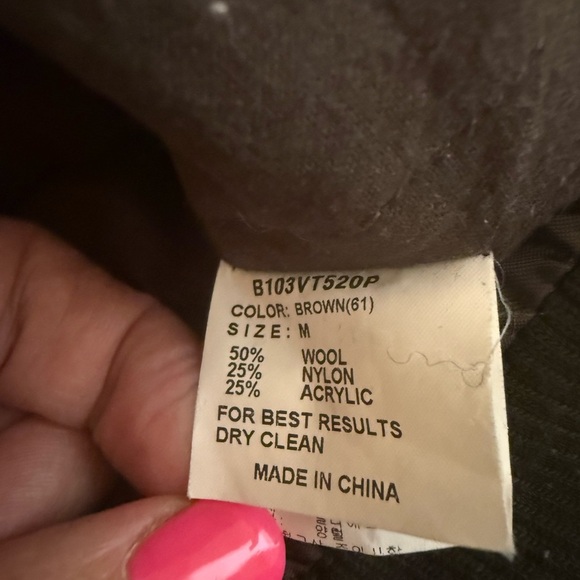 B103VT520P
COLOR: BROWN(61)
SIZE: M
50% WOOL
25% NYLON
25% ACRYLIC
FOR BEST RESULTS
DRY CLEAN
MADE IN CHINA